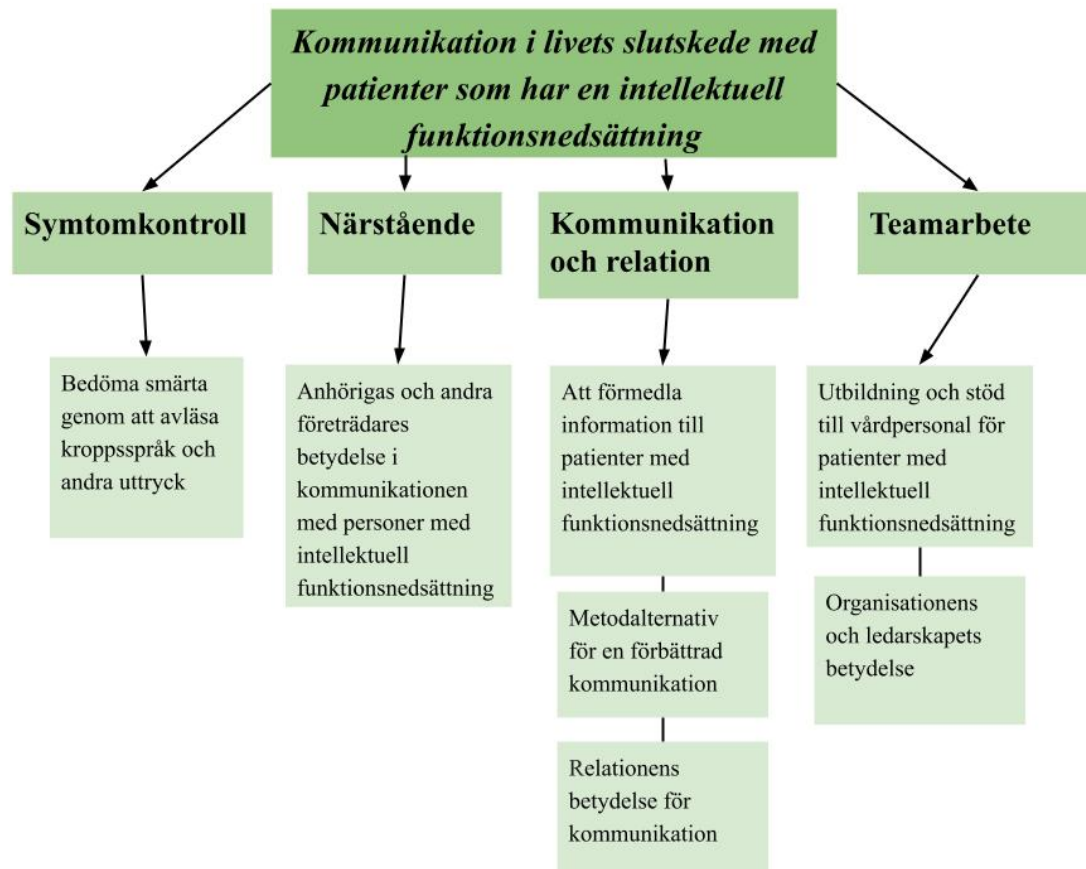 Kommunikation i livets slutskede med
patienter som har en intellektuell
funktionsnedsättning
Symtomkontroll
Närstående
Kommunikation
och relation
Teamarbete
Bedöma smärta
genom att avläsa
kroppsspråk och
andra uttryck
Anhörigas och andra
företrädares
betydelse i
kommunikationen
med personer med
intellektuell
funktionsnedsättning
Att förmedla
information till
patienter med
intellektuell
funktionsnedsättning
Metodalternativ
för en förbättrad
kommunikation
Relationens
betydelse för
kommunikation
Utbildning och stöd
till vårdpersonal för
patienter med
intellektuell
funktionsnedsättning
Organisationens
och ledarskapets
betydelse